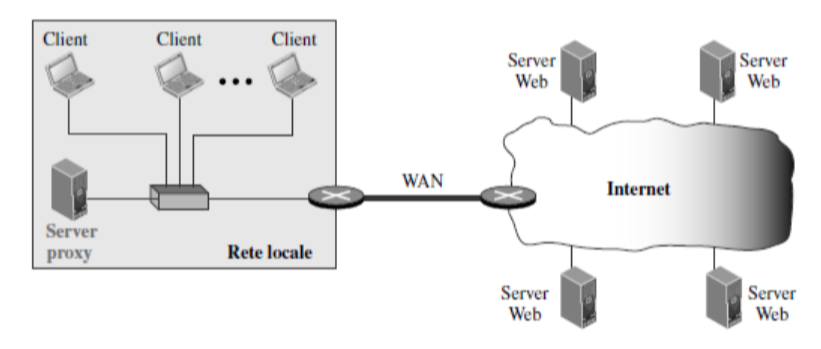 Client
Client
Client
Server
Web
Server
Web
WAN
Internet
Server
proxy
Rete locale
Server
Web
Server
Web